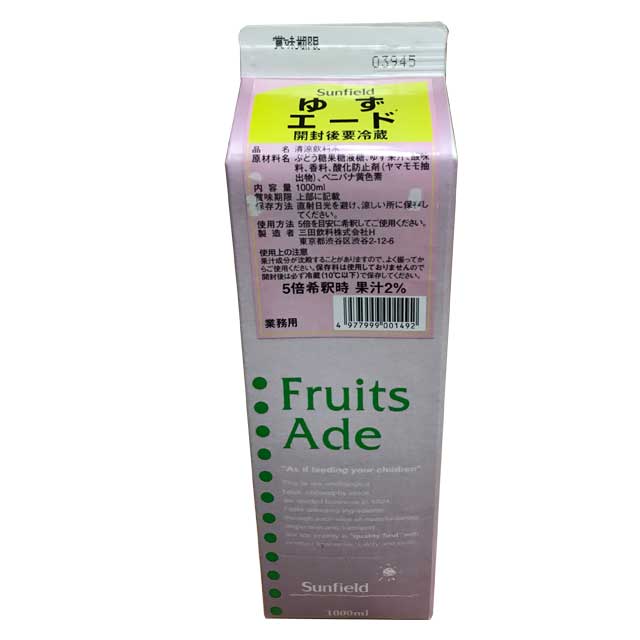 賞味期限
03945
Sunfield
ゆず
エード
開封後要冷蔵
品 名 清涼飲料水
原材料名 ぶどう糖果糖液糖、ゆず果汁、酸味
料、香料、酸化防止剤(ヤマモモ抽
出物)、ベニバナ黄色素
内容量 1000ml
賞味期限 上部に記載
保存方法 直射日光を避け、涼しい所に保存し
てください。
使用方法 5倍を目安に希釈してご使用ください。
製造者 三田飲料株式会社H
東京都渋谷区渋谷2-12-6
使用上の注意
果汁成分が沈殿することがありますので、よく振ってか
らご使用ください。保存料は使用しておりませんので
開封後は必ず冷蔵(10℃以下)で保存してください。
5倍希釈時 果汁2%
業務用
4 977999 001492
Fruits
Ade
"As if feeding your children"
"quality first" with
Sunfield
1000ml